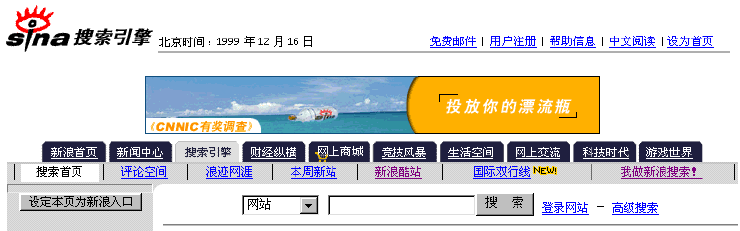 sina 搜索引擎 北京时间：1999 年12 月16 日 免费邮件 | 用户注册 | 帮助信息 | 中文阅读 | 设为首页
(CNNIC有奖调查) 投放你的漂流瓶
新浪首页 新闻中心 搜索引擎 财经纵横 网上商城 竞技风暴 生活空间 网上交流 科技时代 游戏世界
搜索首页 | 评论空间 | 浪迹网涯 | 本周新站 | 新浪酷站 | 国际双行线 NEW! | 我做新浪搜索！
设定本页为新浪入口 网站 搜 索 登录网站 － 高级搜索